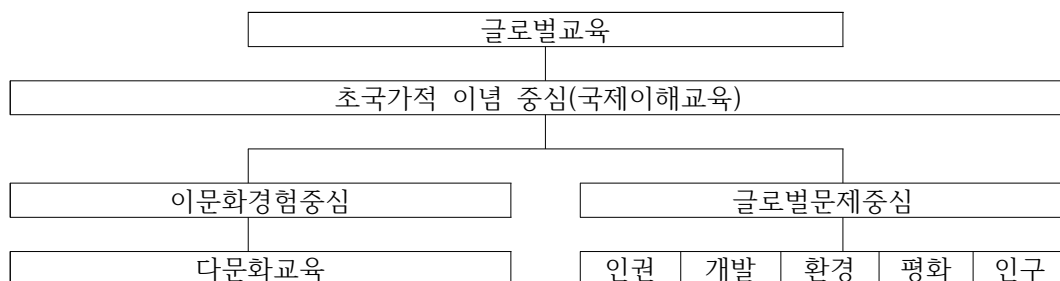 글로벌교육
초국가적 이념 중심(국제이해교육)
이문화경험중심 글로벌문제중심
다문화교육 인권 개발 환경 평화 인구